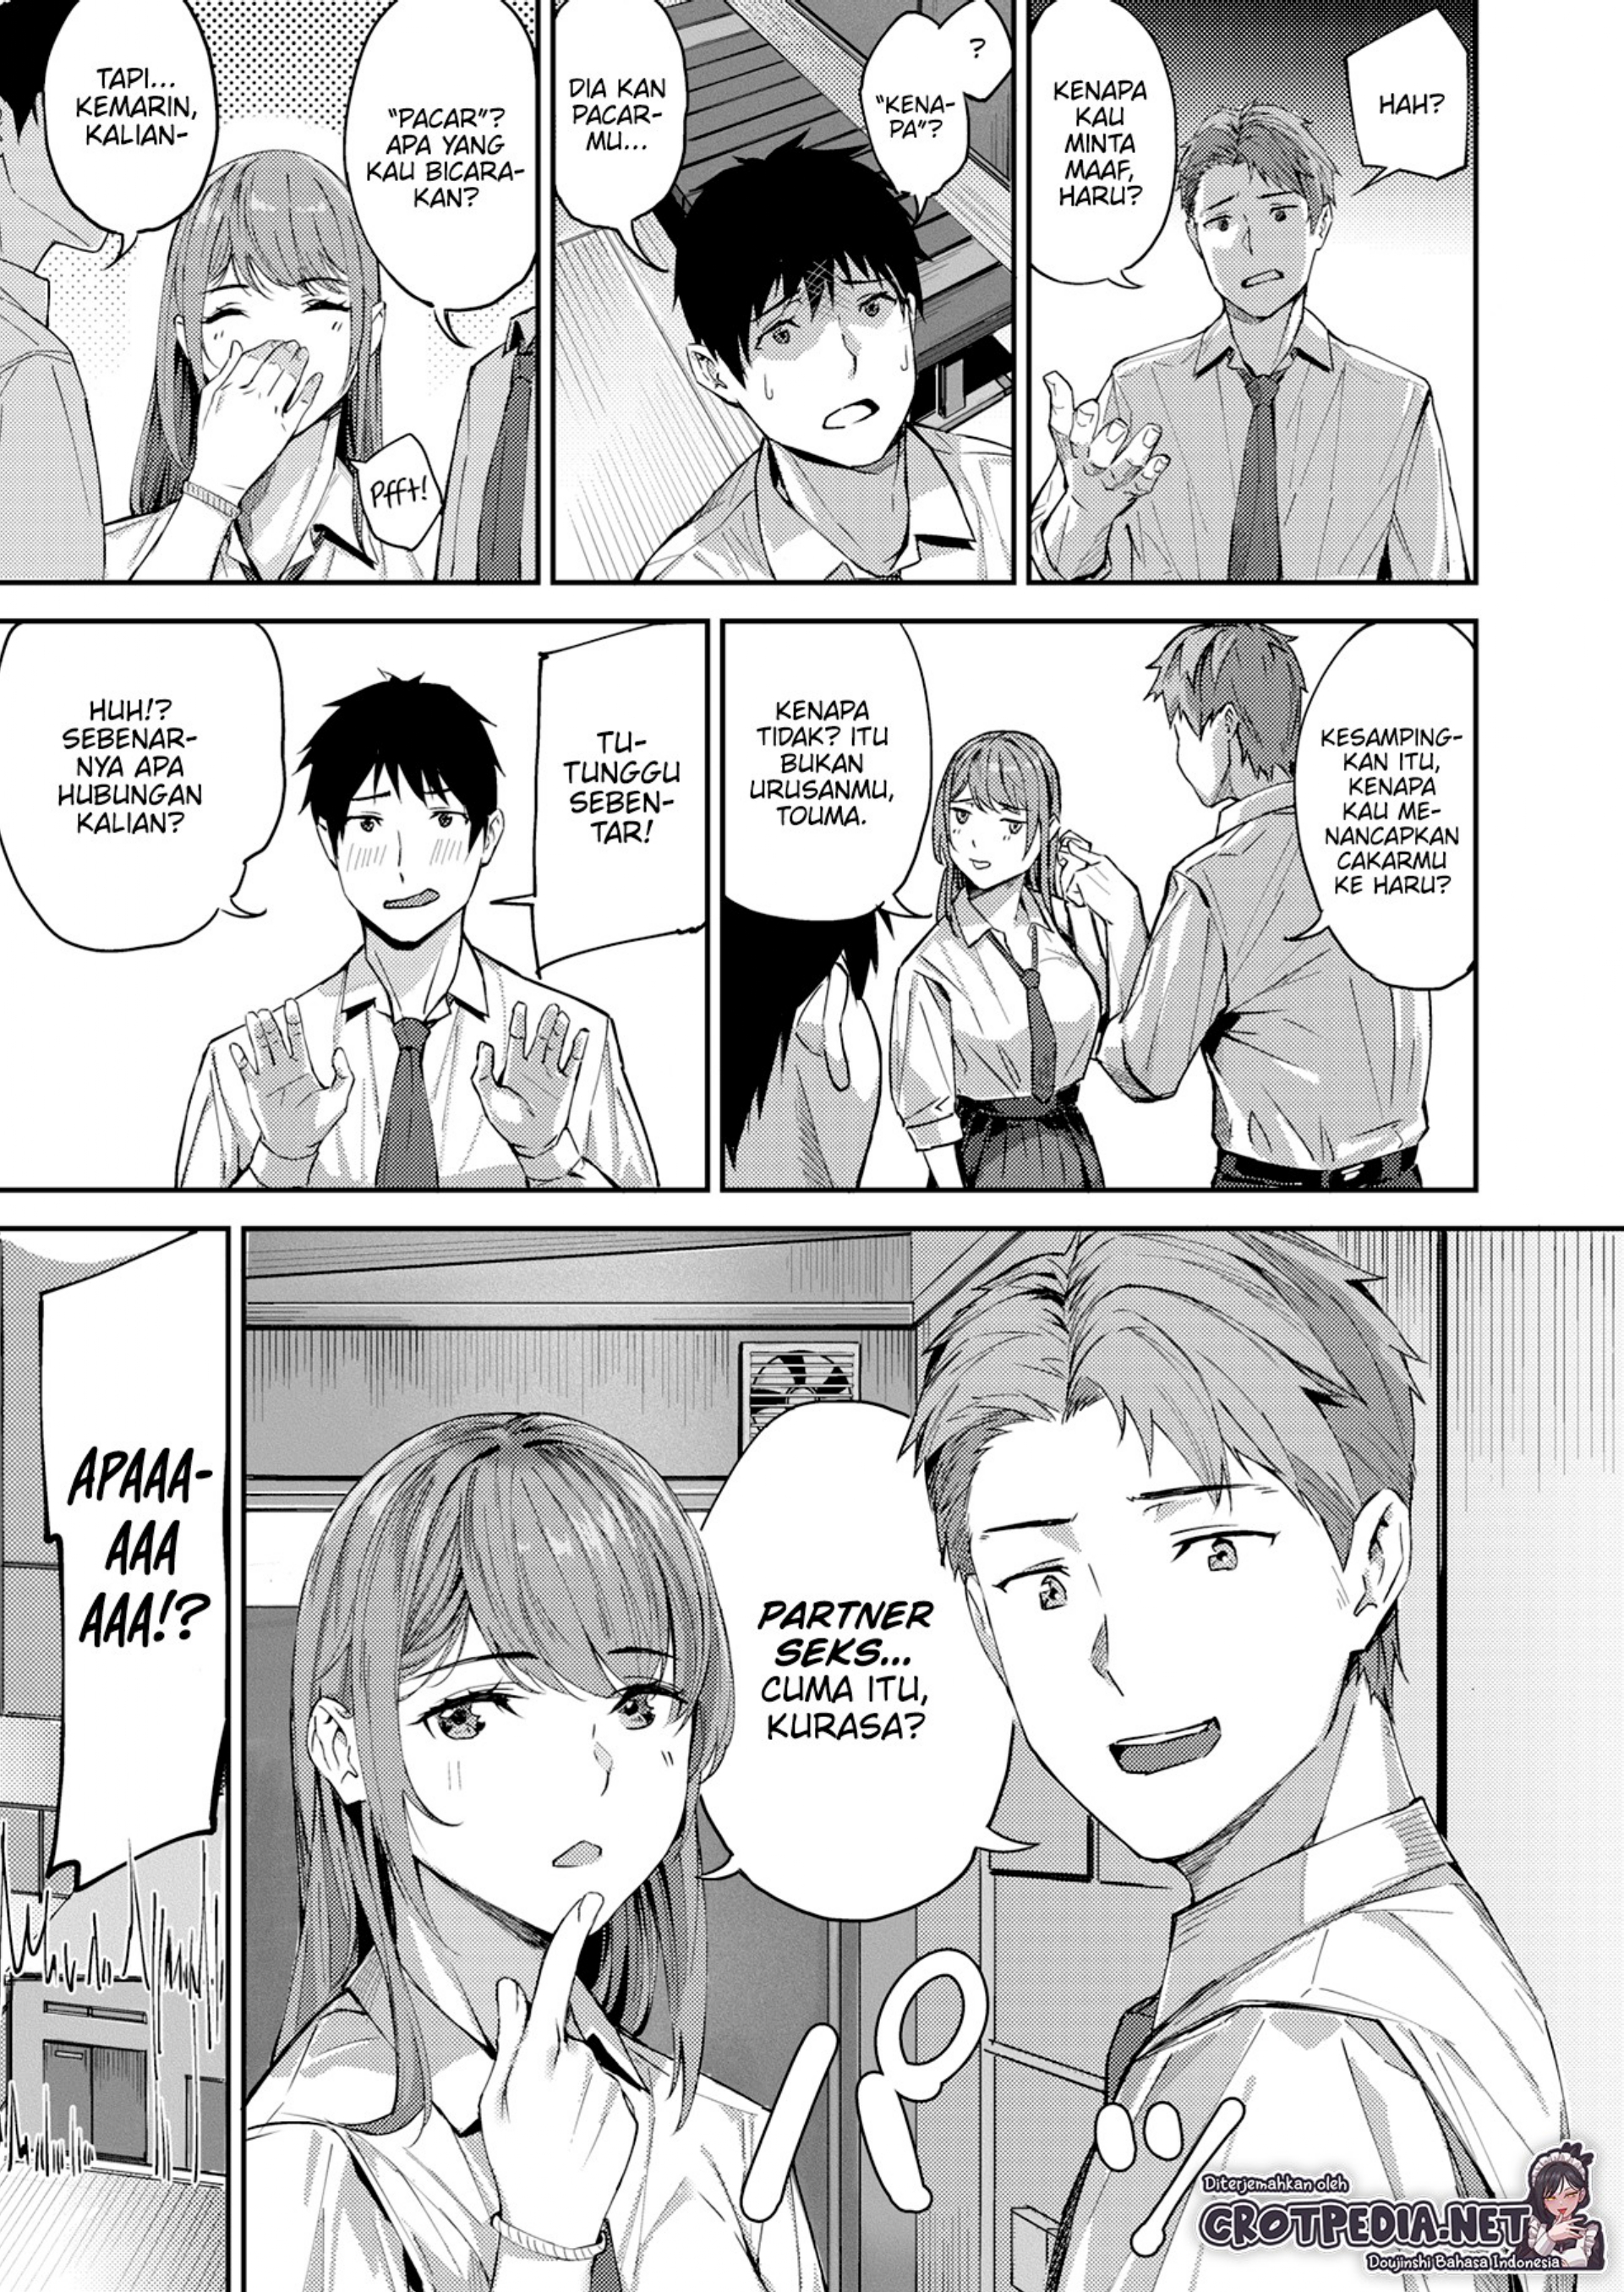 HAH?
KENAPA
KAU
MINTA
MAAF,
HARU?
?
"KENA-
PA"?
DIA KAN
PACAR-
MU...
"PACAR"?
APA YANG
KAU BICARA-
KAN?
Pfft!
TAPI...
KEMARIN,
KALIAN-
KESAMPING-
KAN ITU,
KENAPA
KAU ME-
NANCAPKAN
CAKARMU
KE HARU?
KENAPA
TIDAK? ITU
BUKAN
URUSANMU,
TOUMA.
TU-
TUNGGU
SEBEN-
TAR!
HUH!?
SEBENAR-
NYA APA
HUBUNGAN
KALIAN?
PARTNER
SEKS...
CUMA ITU,
KURASA?
パ
APAAA-
AAA
AAA!?
Diterjemahkan oleh
CROTPEDIA.NET
Doujinshi Bahasa Indonesia